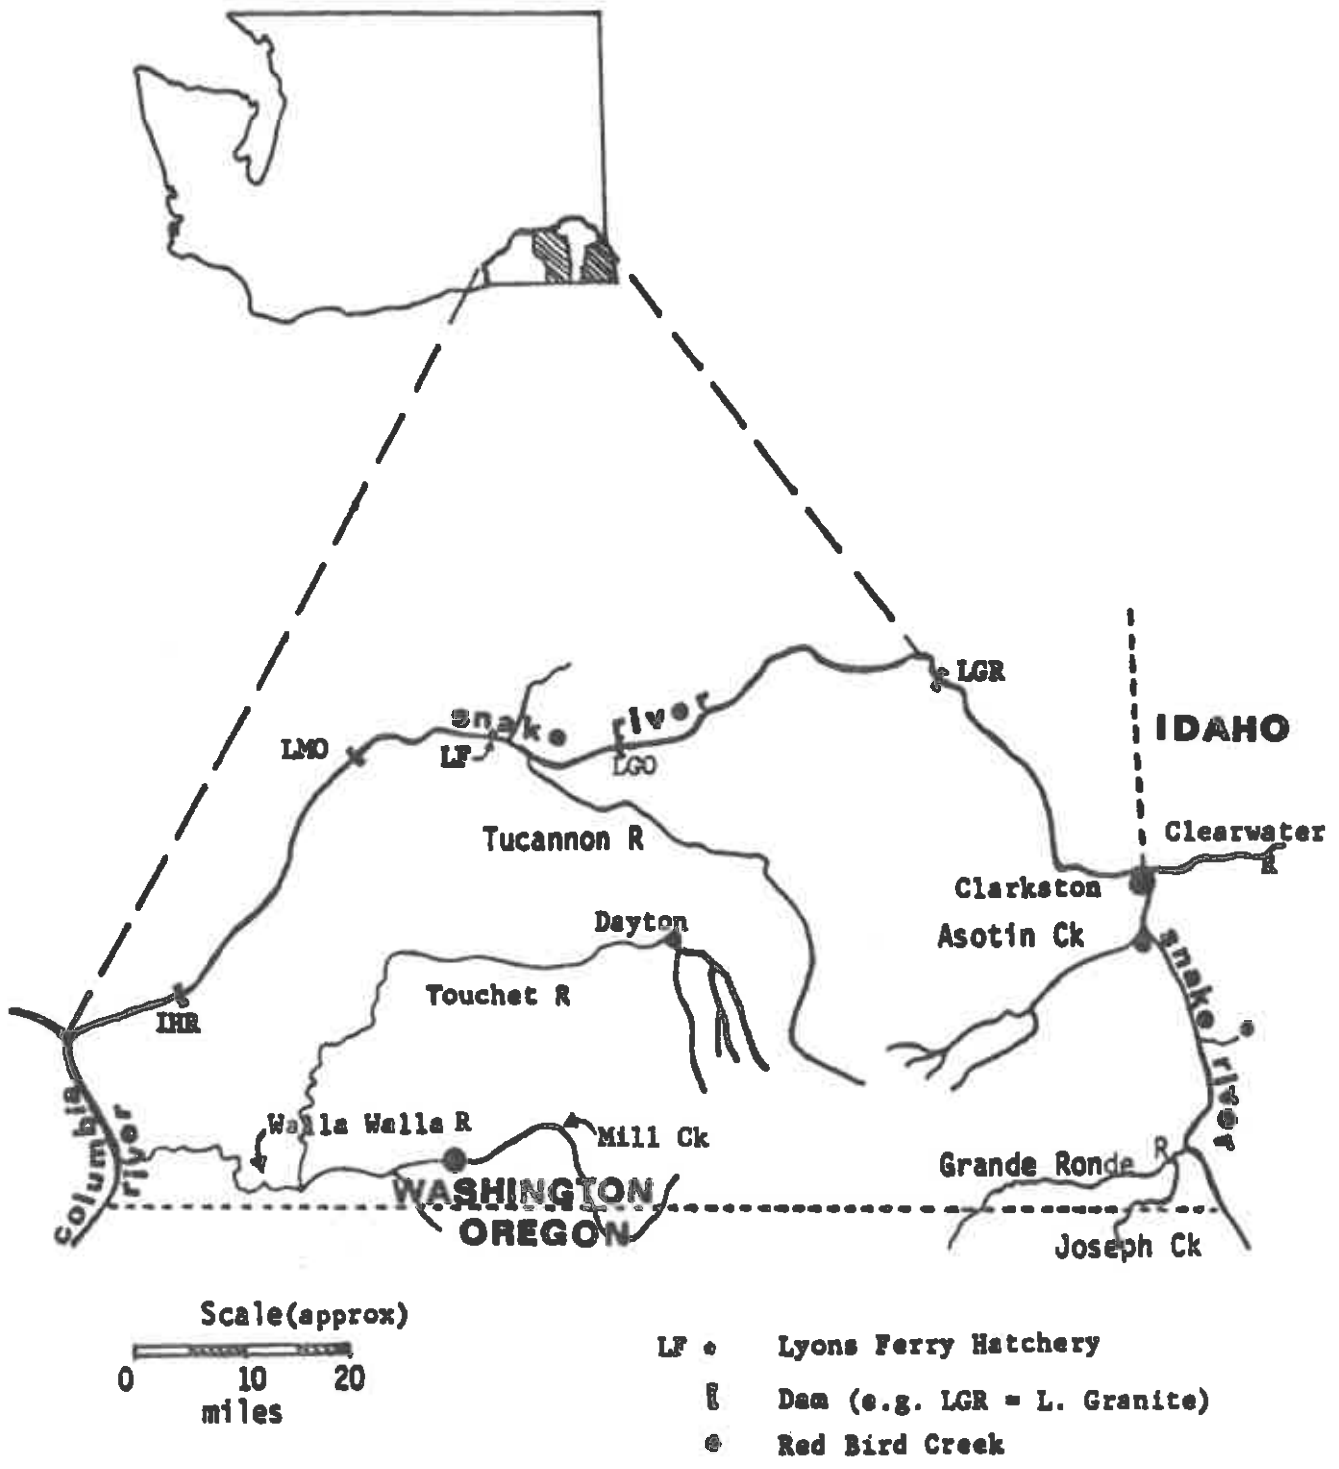 LGR
IDAHO
snake river
LMO
LF
LGO
Clearwater
R
Tucannon R
Clarkston
Dayton
Asotin Ck
snake river
Touchet R
IHR
Columbia river
Walla Walla R
Mill Ck
Grande Ronde R
WASHINGTON
OREGON
Joseph Ck
Scale(approx)
0 10 20
miles
LF Lyons Ferry Hatchery
Dam (e.g. LGR = L. Granite)
Red Bird Creek